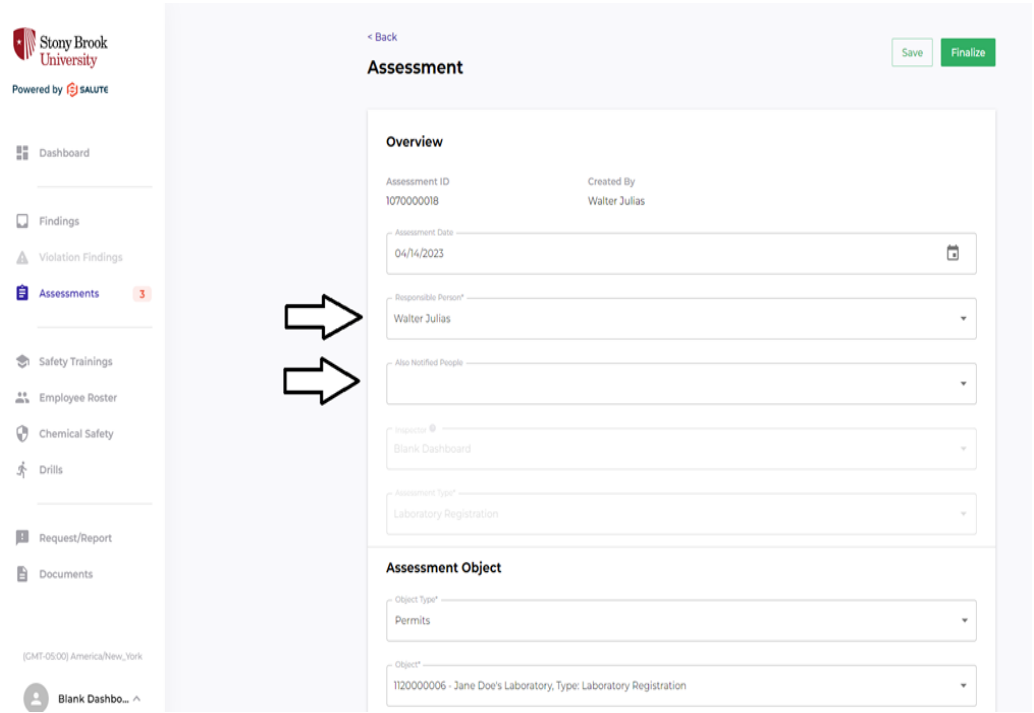 Stony Brook
University
Powered by SALUTE
Dashboard
Findings
Violation Findings
Assessments 3
Safety Trainings
Employee Roster
Chemical Safety
Drills
Request/Report
Documents
(GMT-05:00) America/New_York
Blank Dashbo...
< Back
Assessment
Save Finalize
Overview
Assessment ID Created By
1070000018 Walter Julias
Assessment Date
04/14/2023
Responsible Person*
Walter Julias
Also Notified People
Inspector
Blank Dashboard
Assessment Type*
Laboratory Registration
Assessment Object
Object Type*
Permits
Object*
1120000006 - Jane Doe's Laboratory, Type: Laboratory Registration